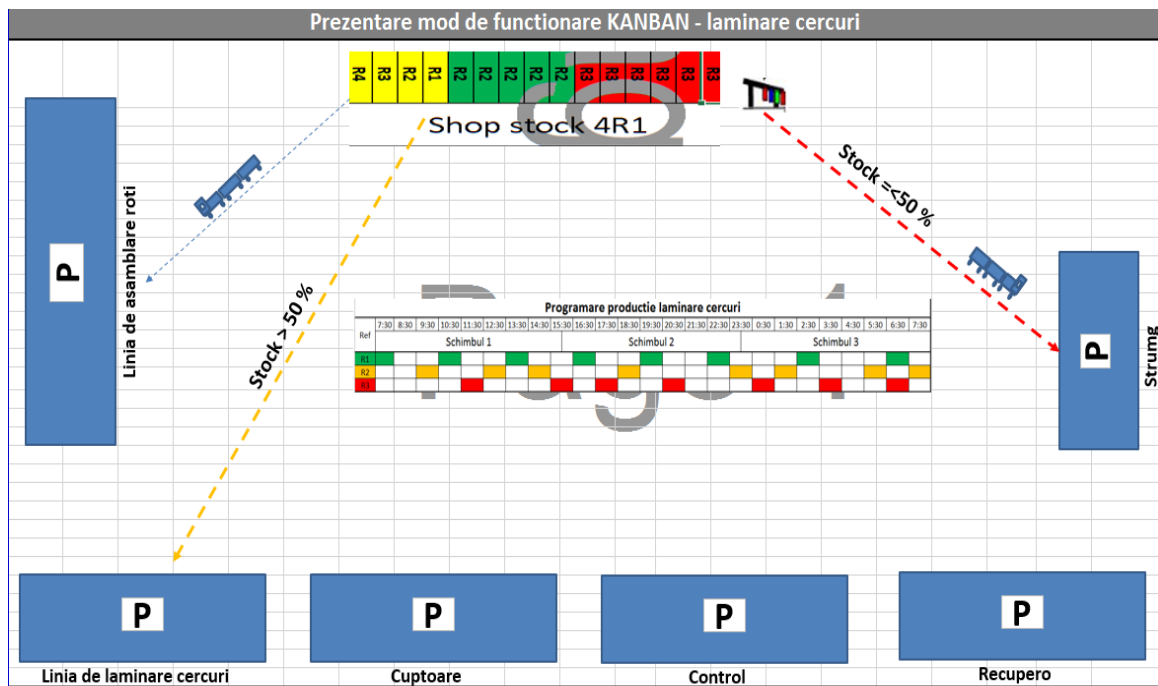 Prezentare mod de functionare KANBAN - laminare cercuri
R4 R3 R2 R1 R2 R2 R2 R2 R2 R3 R3 R3 R3 R3 R3
Shop stock 4R1
Stock =<50 %
Stock > 50 %
P
Linia de asamblare roti
P
Strumg
Programare productie laminare cercuri
Ref 7:30 8:30 9:30 10:30 11:30 12:30 13:30 14:30 15:30 16:30 17:30 18:30 19:30 20:30 21:30 22:30 23:30 0:30 1:30 2:30 3:30 4:30 5:30 6:30 7:30
Schimbul 1 Schimbul 2 Schimbul 3
R1
R2
R3
P P P P
Linia de laminare cercuri Cuptoare Control Recupero